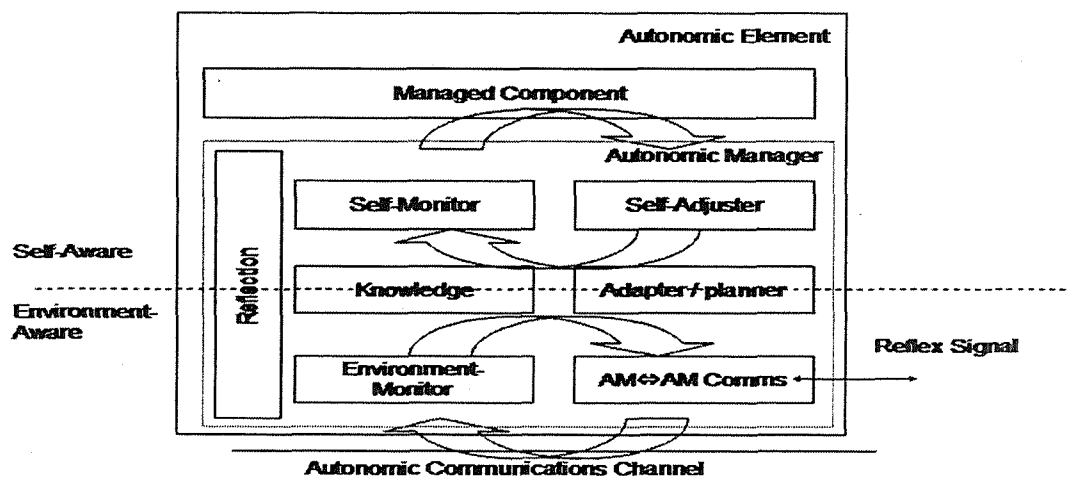 Autonomic Element
Managed Component
Autonomic Manager
Self-Monitor
Self-Adjuster
Self-Aware
Reflection
Knowledge
Adapter / planner
Environment-
Aware
Environment-
Monitor
AM⇔AM Comms
Reflex Signal
Autonomic Communications Channel